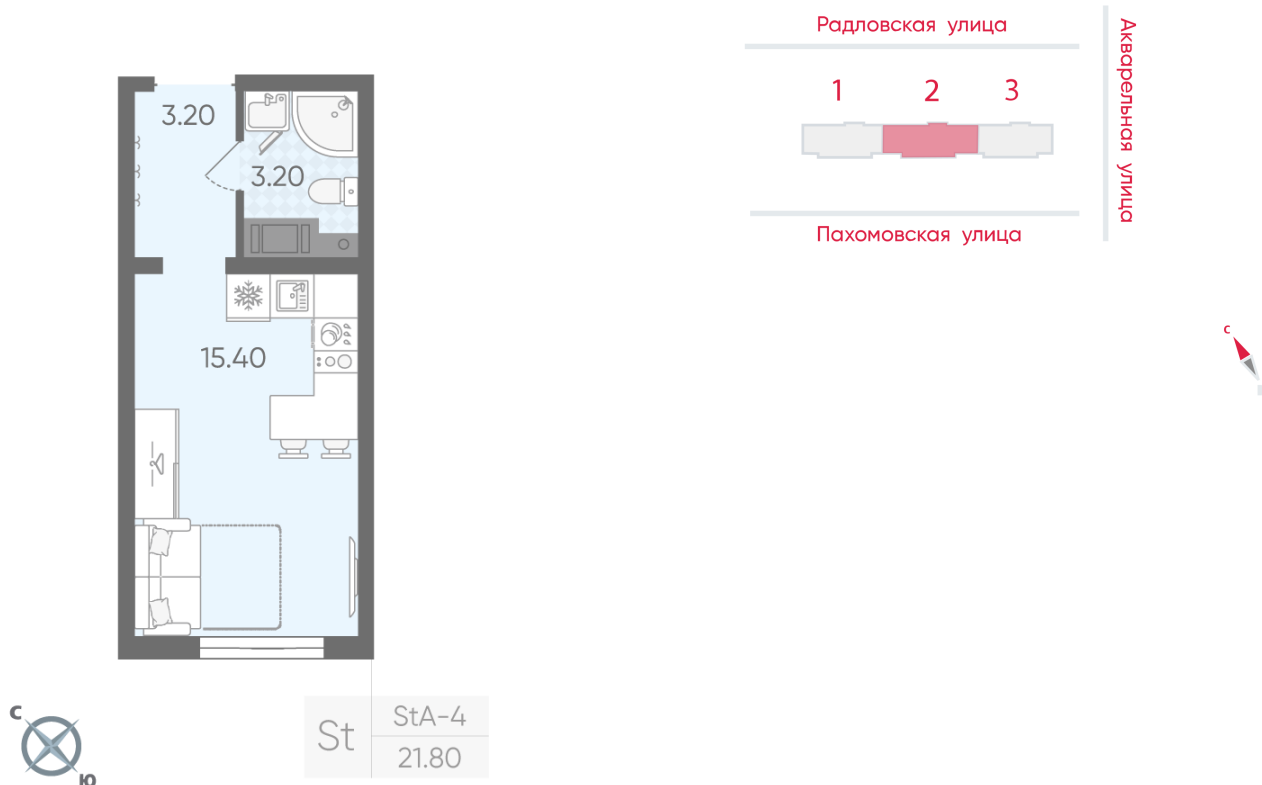 Радловская улица
Акварельная улица
1
2
3
Пахомовская улица
3.20
3.20
15.40
с
St
StA-4
21.80
С
Ю